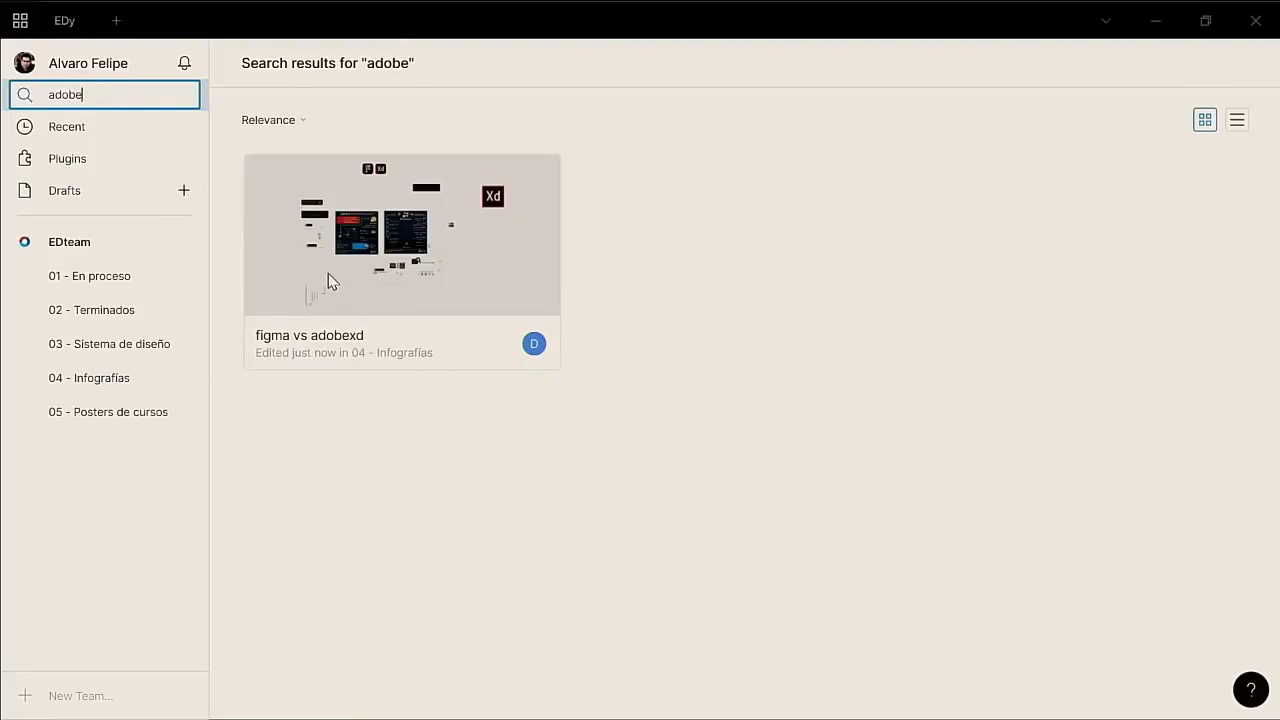 EDy
Alvaro Felipe
adobe
Recent
Plugins
Drafts
EDteam
01 - En proceso
02 - Terminados
03 - Sistema de diseño
04 - Infografías
05 - Posters de cursos
New Team...
Search results for "adobe"
Relevance
Xd
Xd
figma vs adobexd
Edited just now in 04 - Infografías
D
?